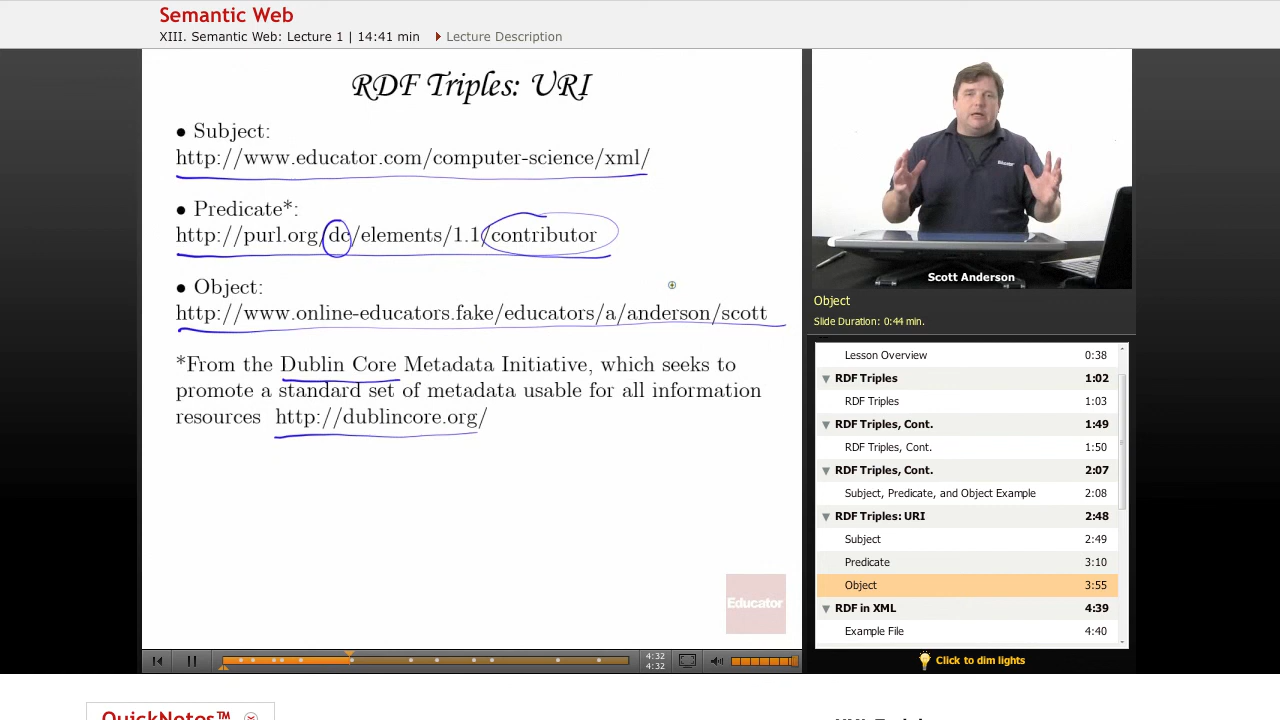 Semantic Web
XIII. Semantic Web: Lecture 1 | 14:41 min
Lecture Description
RDF Triples: URI
• Subject:
http://www.educator.com/computer-science/xml/
• Predicate*:
http://purl.org/dc/elements/1.1/contributor
• Object:
http://www.online-educators.fake/educators/a/anderson/scott
*From the Dublin Core Metadata Initiative, which seeks to
promote a standard set of metadata usable for all information
resources http://dublincore.org/
Educator
Scott Anderson
Object
Slide Duration: 0:44 min.
Lesson Overview 0:38
RDF Triples 1:02
RDF Triples 1:03
RDF Triples, Cont. 1:49
RDF Triples, Cont. 1:50
RDF Triples, Cont. 2:07
Subject, Predicate, and Object Example 2:08
RDF Triples: URI 2:48
Subject 2:49
Predicate 3:10
Object 3:55
RDF in XML 4:39
Example File 4:40
4:32
4:32
Click to dim lights
QuickNotes™